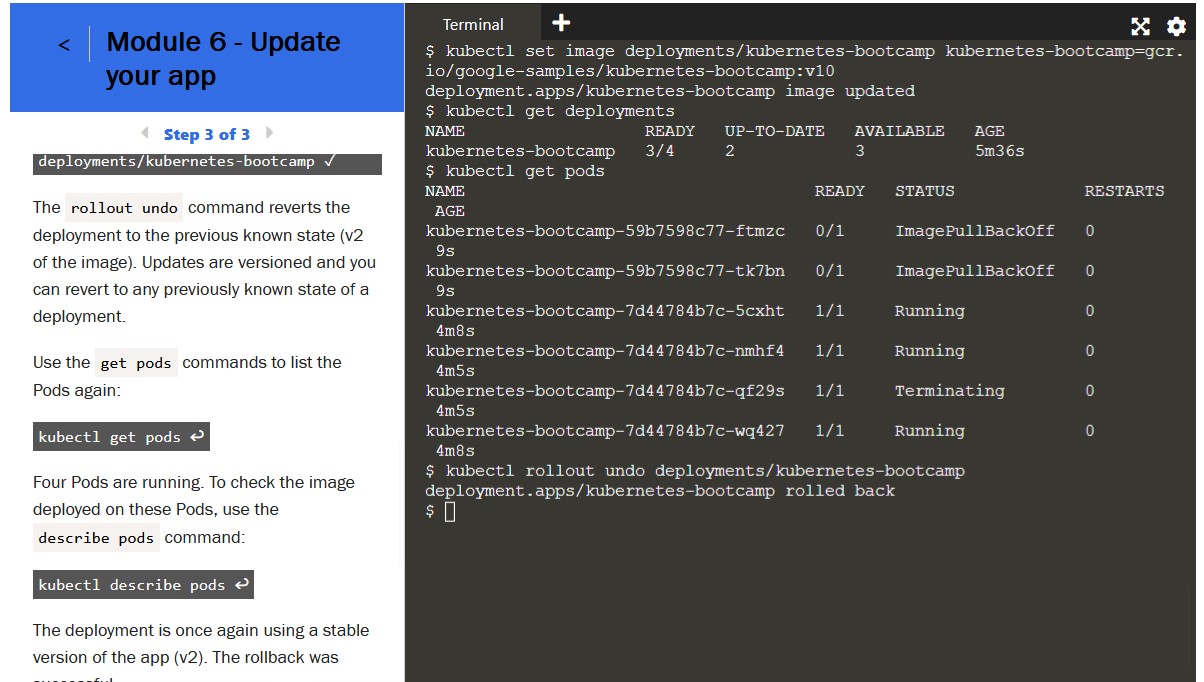 < Module 6 - Update
your app
Step 3 of 3
deployments/kubernetes-bootcamp ✓
The rollout undo command reverts the
deployment to the previous known state (v2
of the image). Updates are versioned and you
can revert to any previously known state of a
deployment.
Use the get pods commands to list the
Pods again:
kubectl get pods ↩
Four Pods are running. To check the image
deployed on these Pods, use the
describe pods command:
kubectl describe pods ↩
The deployment is once again using a stable
version of the app (v2). The rollback was
successful.
Terminal +
$ kubectl set image deployments/kubernetes-bootcamp kubernetes-bootcamp=gcr.
io/google-samples/kubernetes-bootcamp:v10
deployment.apps/kubernetes-bootcamp image updated
$ kubectl get deployments
NAME READY UP-TO-DATE AVAILABLE AGE
kubernetes-bootcamp 3/4 2 3 5m36s
$ kubectl get pods
NAME READY STATUS RESTARTS
AGE
kubernetes-bootcamp-59b7598c77-ftmzc 0/1 ImagePullBackOff 0
9s
kubernetes-bootcamp-59b7598c77-tk7bn 0/1 ImagePullBackOff 0
9s
kubernetes-bootcamp-7d44784b7c-5cxht 1/1 Running 0
4m8s
kubernetes-bootcamp-7d44784b7c-nmhf4 1/1 Running 0
4m5s
kubernetes-bootcamp-7d44784b7c-qf29s 1/1 Terminating 0
4m5s
kubernetes-bootcamp-7d44784b7c-wq427 1/1 Running 0
4m8s
$ kubectl rollout undo deployments/kubernetes-bootcamp
deployment.apps/kubernetes-bootcamp rolled back
$